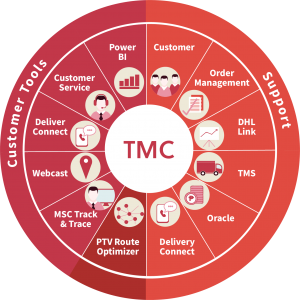 Customer Tools
Support
TMC
Power
BI
Customer
Order
Management
DHL
Link
TMS
Oracle
Delivery
Connect
PTV Route
Optimizer
MSC Track
& Trace
Webcast
Deliver
Connect
Customer
Service